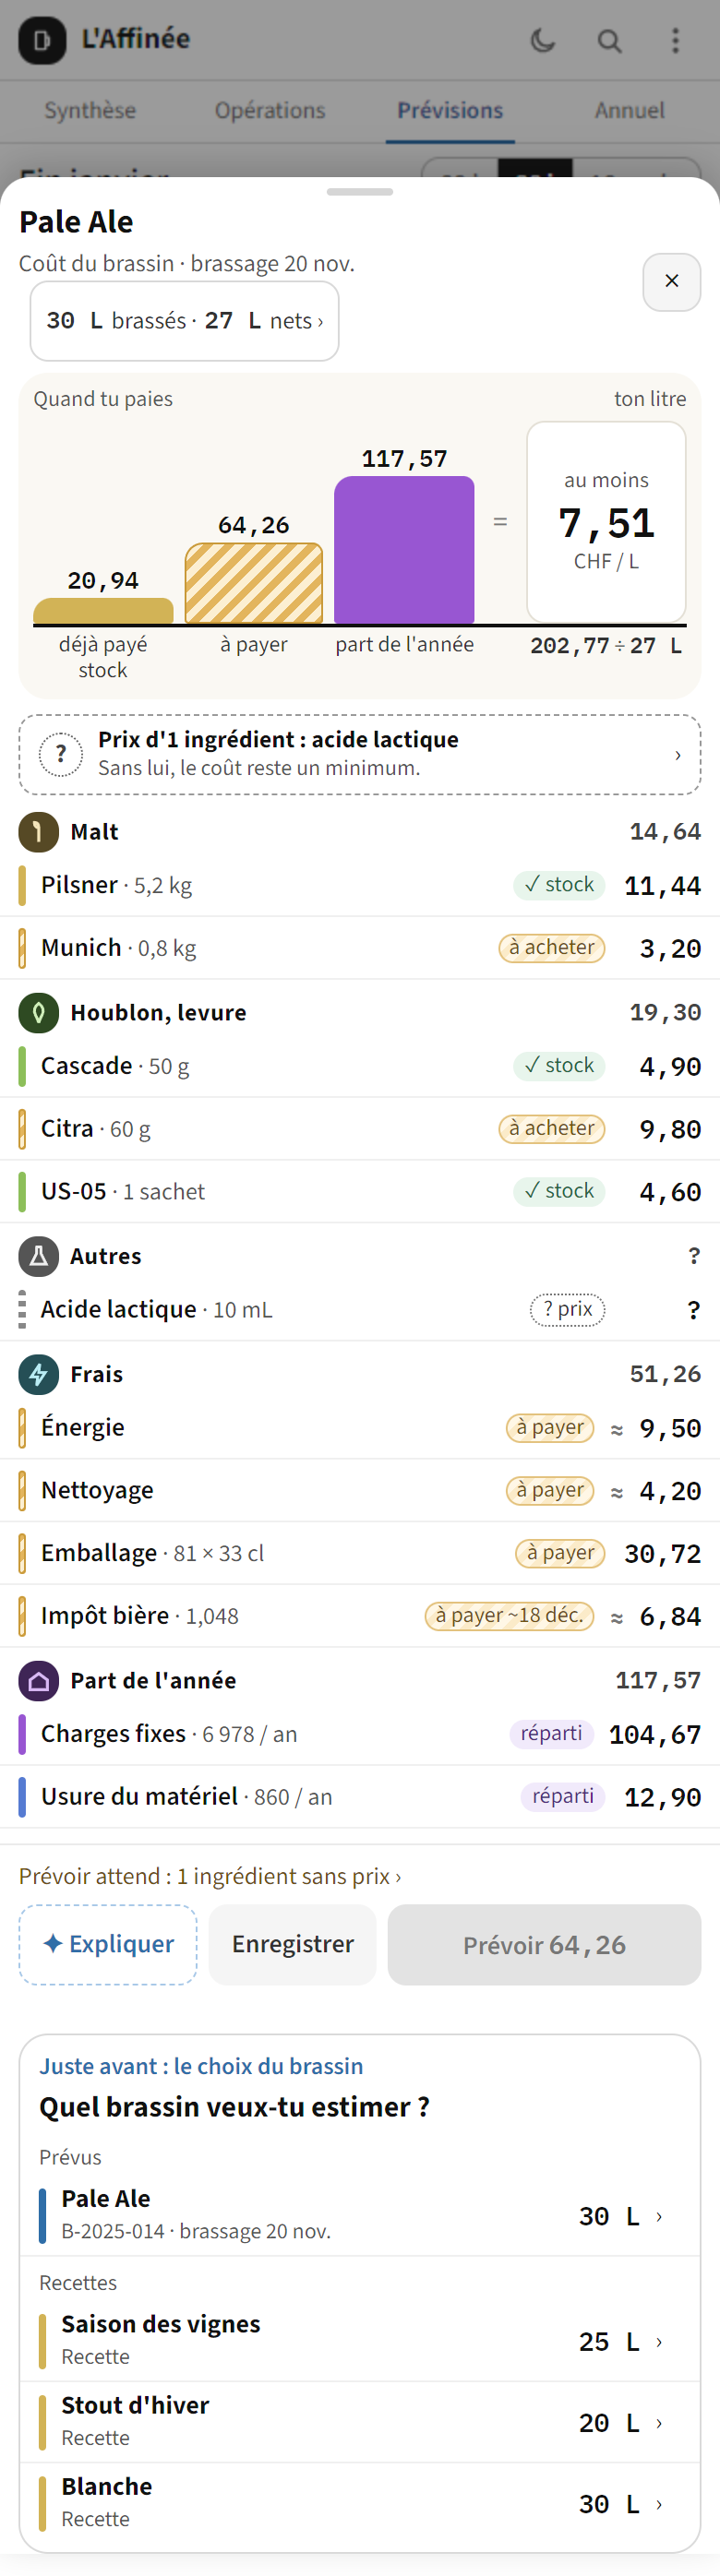 L'Affinée
Synthèse Opérations Prévisions Annuel
Pale Ale
Coût du brassin · brassage 20 nov.
×
30 L brassés · 27 L nets ›
Quand tu paies ton litre
20,94
64,26
117,57
=
au moins
7,51
CHF / L
déjà payé stock
à payer
part de l'année
202,77 ÷ 27 L
?
Prix d'1 ingrédient : acide lactique ›
Sans lui, le coût reste un minimum.
Malt 14,64
Pilsner · 5,2 kg ✓ stock 11,44
Munich · 0,8 kg à acheter 3,20
Houblon, levure 19,30
Cascade · 50 g ✓ stock 4,90
Citra · 60 g à acheter 9,80
US-05 · 1 sachet ✓ stock 4,60
Autres ?
Acide lactique · 10 mL ? prix ?
Frais 51,26
Énergie à payer ≈ 9,50
Nettoyage à payer ≈ 4,20
Emballage · 81 × 33 cl à payer 30,72
Impôt bière · 1,048 à payer ~18 déc. ≈ 6,84
Part de l'année 117,57
Charges fixes · 6 978 / an réparti 104,67
Usure du matériel · 860 / an réparti 12,90
Prévoir attend : 1 ingrédient sans prix ›
✦ Expliquer Enregistrer Prévoir 64,26
Juste avant : le choix du brassin
Quel brassin veux-tu estimer ?
Prévus
Pale Ale 30 L ›
B-2025-014 · brassage 20 nov.
Recettes
Saison des vignes 25 L ›
Recette
Stout d'hiver 20 L ›
Recette
Blanche 30 L ›
Recette